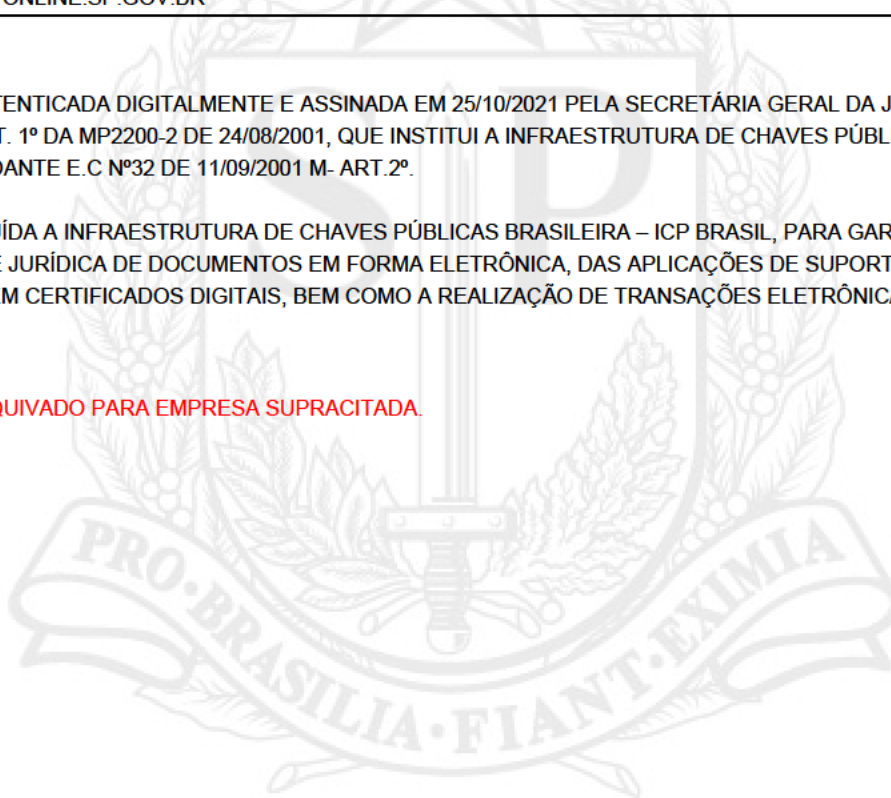 ONLINE.SP.GOV.BR
TENTICADA DIGITALMENTE E ASSINADA EM 25/10/2021 PELA SECRETÁRIA GERAL DA J
T. 1º DA MP2200-2 DE 24/08/2001, QUE INSTITUI A INFRAESTRUTURA DE CHAVES PÚBL
DANTE E.C Nº32 DE 11/09/2001 M- ART.2º.
ÍDA A INFRAESTRUTURA DE CHAVES PÚBLICAS BRASILEIRA – ICP BRASIL, PARA GAR
E JURÍDICA DE DOCUMENTOS EM FORMA ELETRÔNICA, DAS APLICAÇÕES DE SUPORT
EM CERTIFICADOS DIGITAIS, BEM COMO A REALIZAÇÃO DE TRANSAÇÕES ELETRÔNICA
QUIVADO PARA EMPRESA SUPRACITADA.
SP
PRO·BRASILIA·FIANT·EXIMIA